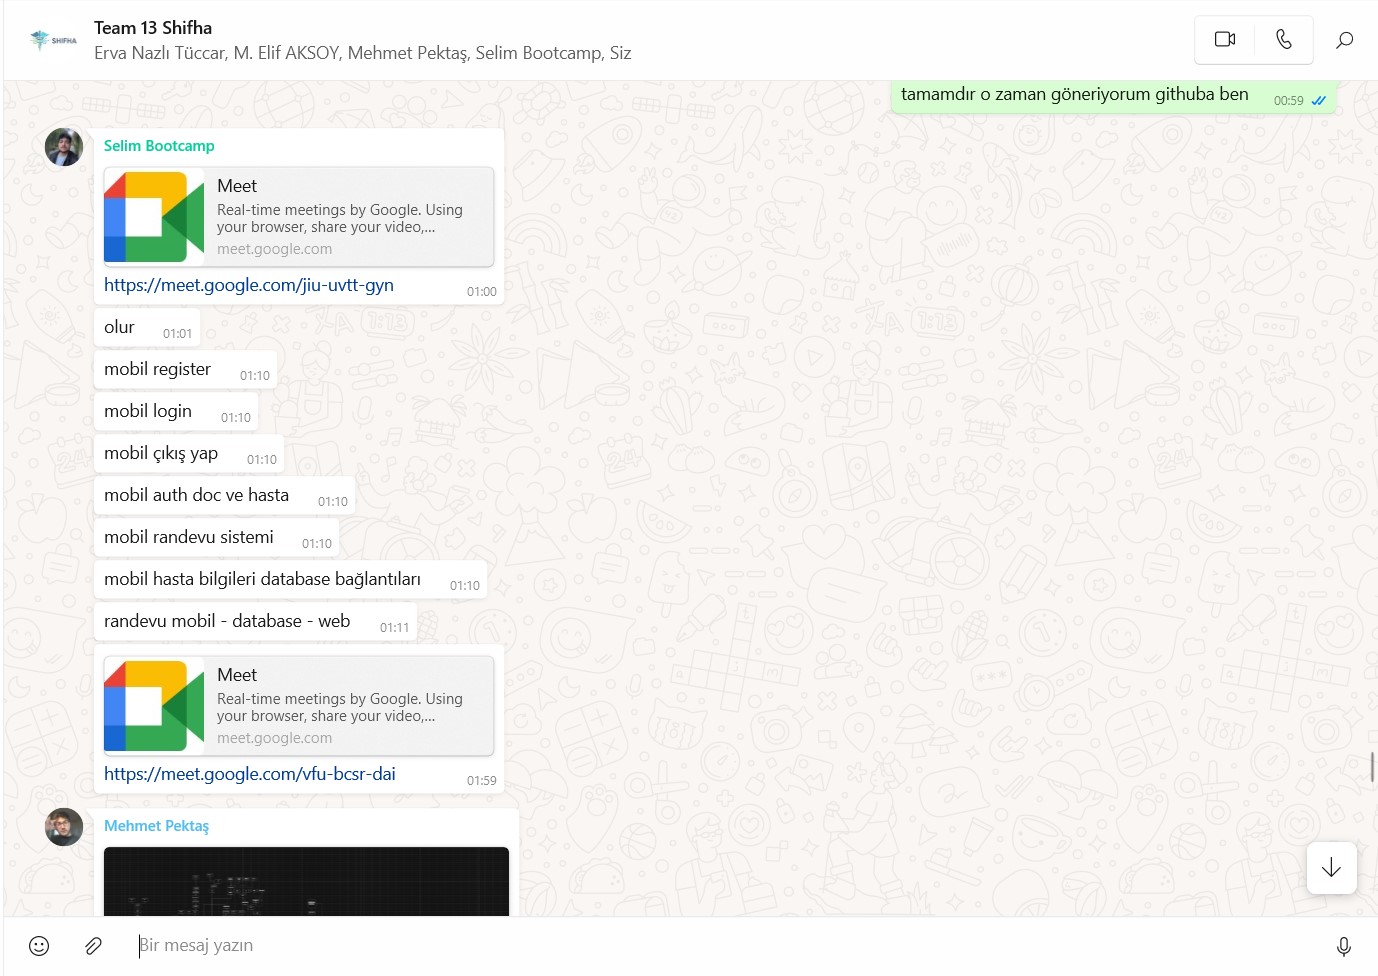 SHIFHA
Team 13 Shifha
Erva Nazlı Tüccar, M. Elif AKSOY, Mehmet Pektaş, Selim Bootcamp, Siz
tamamdır o zaman göneriyorum githuba ben
00:59
Selim Bootcamp
Meet
Real-time meetings by Google. Using
your browser, share your video,...
meet.google.com
https://meet.google.com/jiu-uvtt-gyn
01:00
olur
01:01
mobil register
01:10
mobil login
01:10
mobil çıkış yap
01:10
mobil auth doc ve hasta
01:10
mobil randevu sistemi
01:10
mobil hasta bilgileri database bağlantıları
01:10
randevu mobil - database - web
01:11
Meet
Real-time meetings by Google. Using
your browser, share your video,...
meet.google.com
https://meet.google.com/vfu-bcsr-dai
01:59
Mehmet Pektaş
Bir mesaj yazın